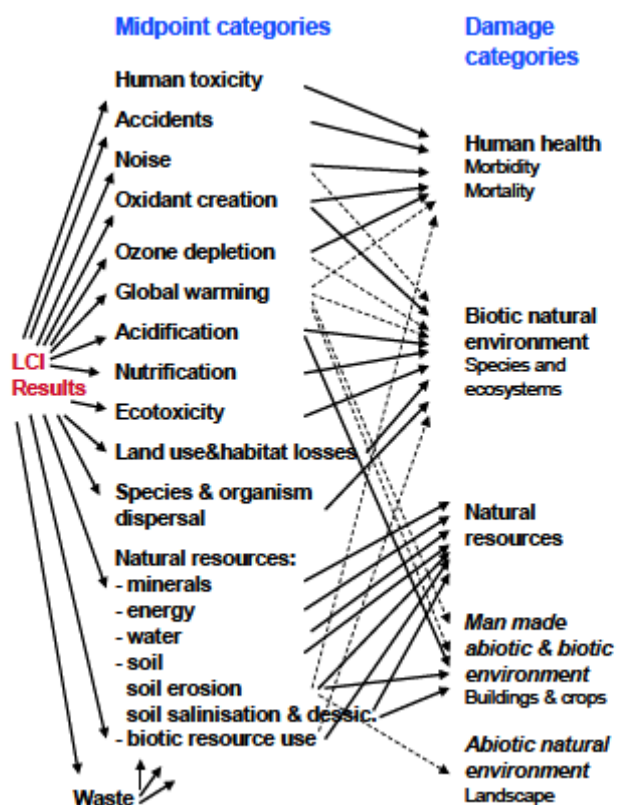 Midpoint categories
Human toxicity
Accidents
Noise
Oxidant creation
Ozone depletion
Global warming
Acidification
LCI
Results
Nutrification
Ecotoxicity
Land use&habitat losses
Species & organism
dispersal
Natural resources:
- minerals
- energy
- water
- soil
soil erosion
soil salinisation & dessic.
- biotic resource use
Waste
Damage
categories
Human health
Morbidity
Mortality
Biotic natural
environment
Species and
ecosystems
Natural
resources
Man made
abiotic & biotic
environment
Buildings & crops
Abiotic natural
environment
Landscape